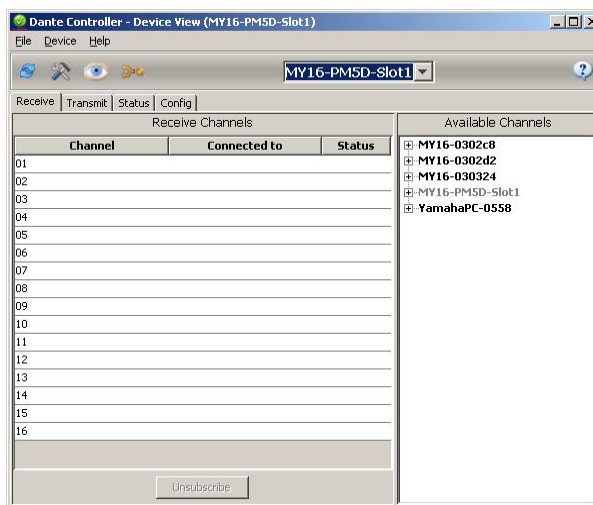 Dante Controller - Device View (MY16-PM5D-Slot1)
File Device Help
MY16-PM5D-Slot1
Receive Transmit Status Config
Receive Channels
Available Channels
Channel Connected to Status
01
02
03
04
05
06
07
08
09
10
11
12
13
14
15
16
MY16-0302c8
MY16-0302d2
MY16-030324
MY16-PM5D-Slot1
YamahaPC-0558
Unsubscribe